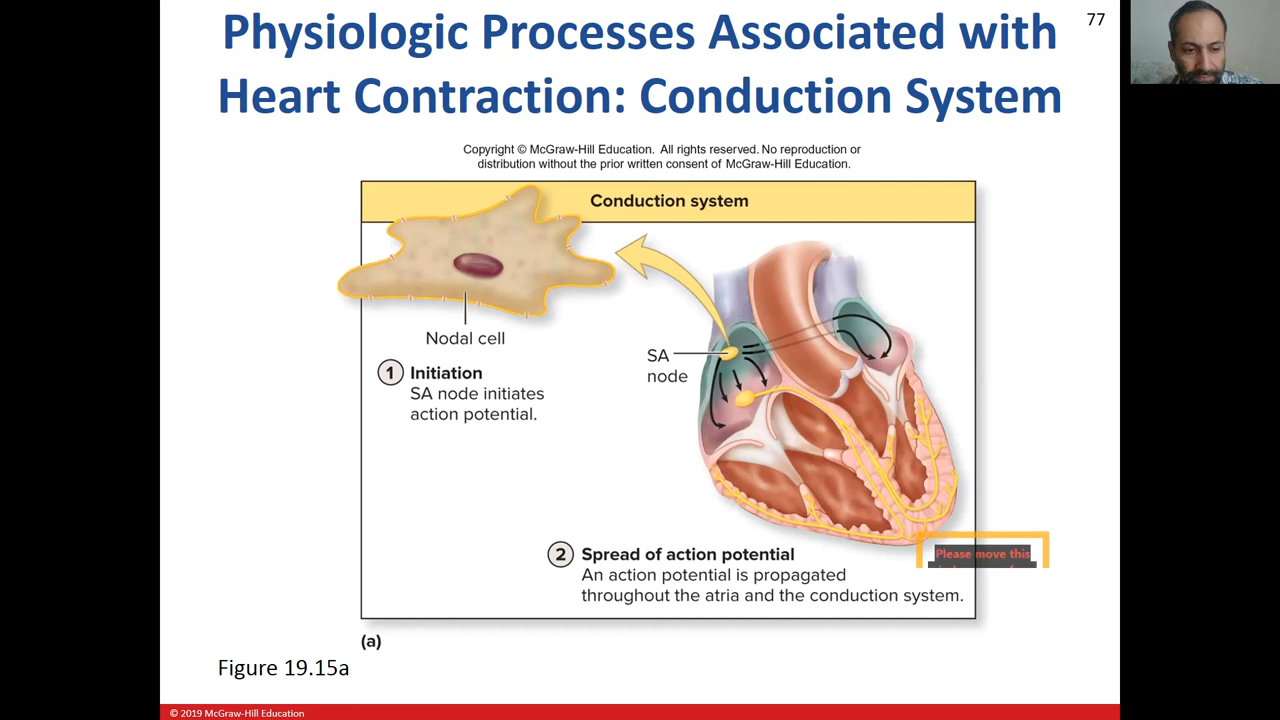 Physiologic Processes Associated with
Heart Contraction: Conduction System
77
Copyright © McGraw-Hill Education. All rights reserved. No reproduction or
distribution without the prior written consent of McGraw-Hill Education.
Conduction system
Nodal cell
SA
node
1 Initiation
SA node initiates
action potential.
2 Spread of action potential
An action potential is propagated
throughout the atria and the conduction system.
Please move this
(a)
Figure 19.15a
© 2019 McGraw-Hill Education